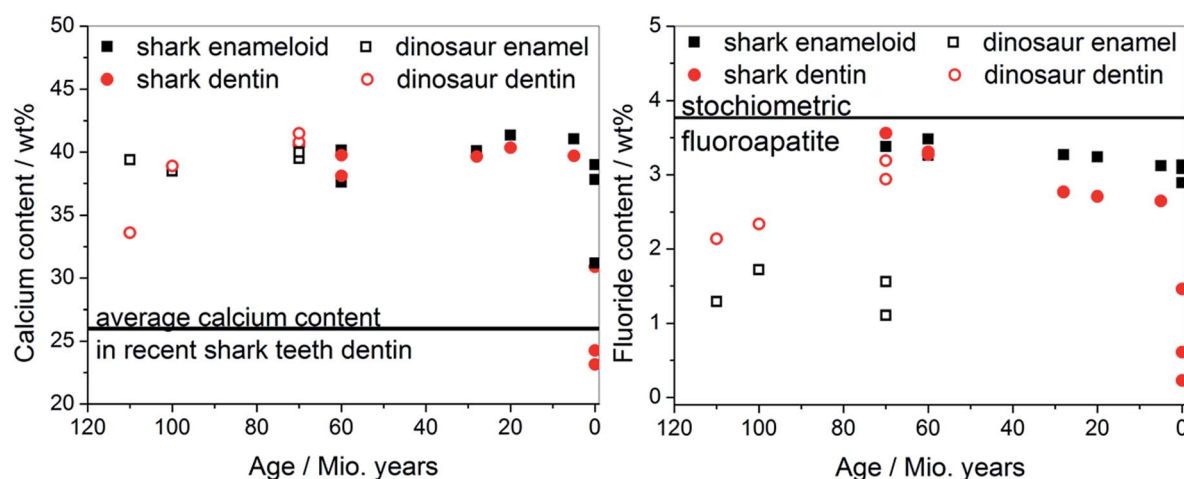 50
45
40
35
30
25
20
Calcium content / wt%
shark enameloid
dinosaur enamel
shark dentin
dinosaur dentin
average calcium content
in recent shark teeth dentin
120 100 80 60 40 20 0
Age / Mio. years
5
4
3
2
1
0
Fluoride content / wt%
shark enameloid
dinosaur enamel
shark dentin
dinosaur dentin
stochiometric
fluoroapatite
120 100 80 60 40 20 0
Age / Mio. years